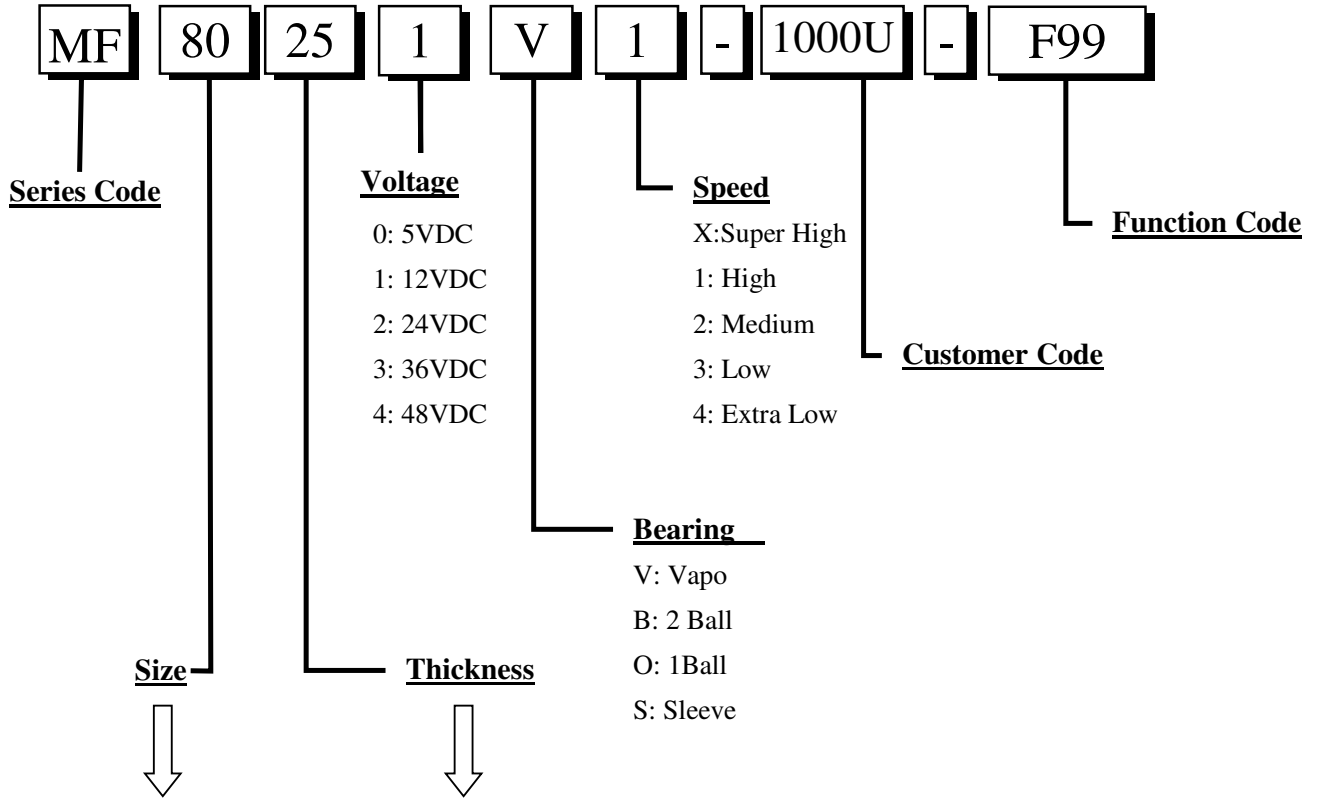 MF 80 25 1 V 1 - 1000U - F99
Series Code
Voltage
0: 5VDC
1: 12VDC
2: 24VDC
3: 36VDC
4: 48VDC
Speed
X:Super High
1: High
2: Medium
3: Low
4: Extra Low
Function Code
Customer Code
Bearing
V: Vapo
B: 2 Ball
O: 1Ball
S: Sleeve
Size
Thickness